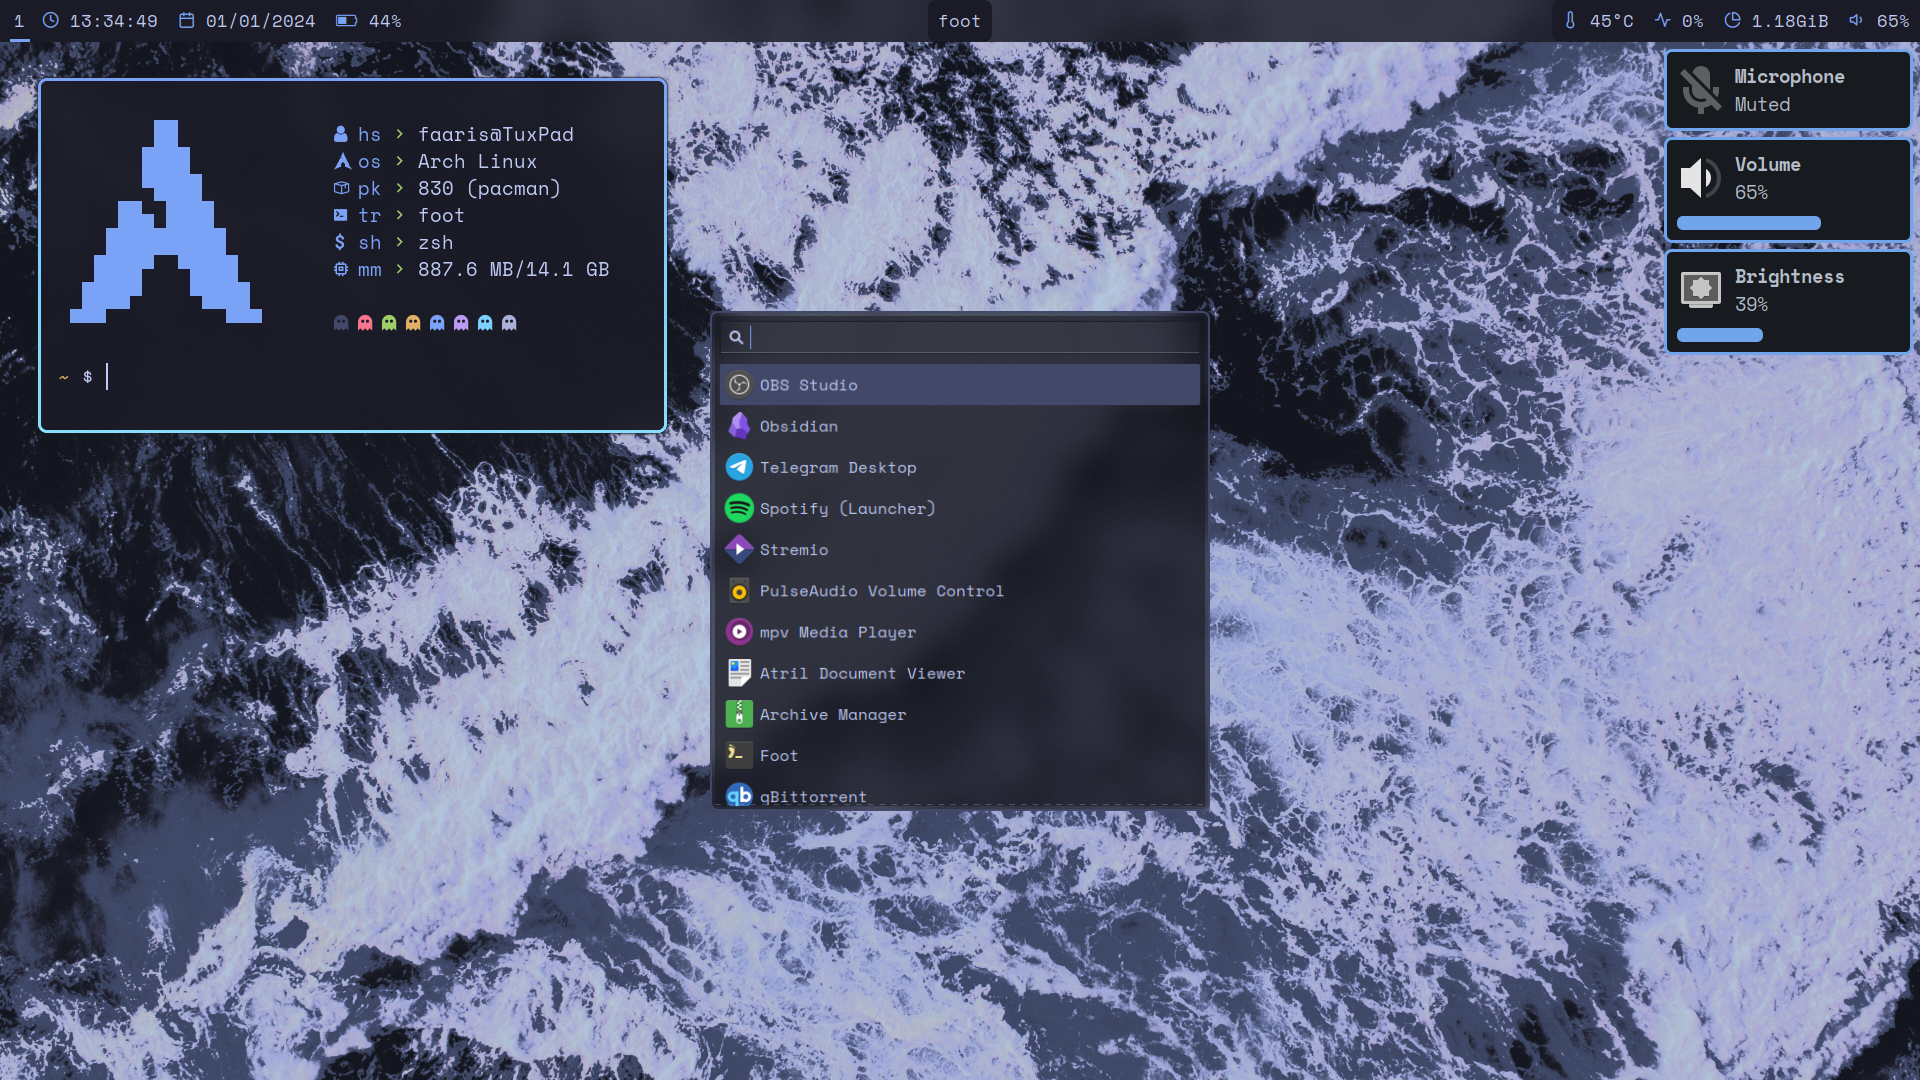 1 13:34:49 01/01/2024 44% foot 45°C 0% 1.18GiB 65%
hs > faaris@TuxPad
os > Arch Linux
pk > 830 (pacman)
tr > foot
sh > zsh
mm > 887.6 MB/14.1 GB
~ $
OBS Studio
Obsidian
Telegram Desktop
Spotify (Launcher)
Stremio
PulseAudio Volume Control
mpv Media Player
Atril Document Viewer
Archive Manager
Foot
qBittorrent
Microphone
Muted
Volume
65%
Brightness
39%